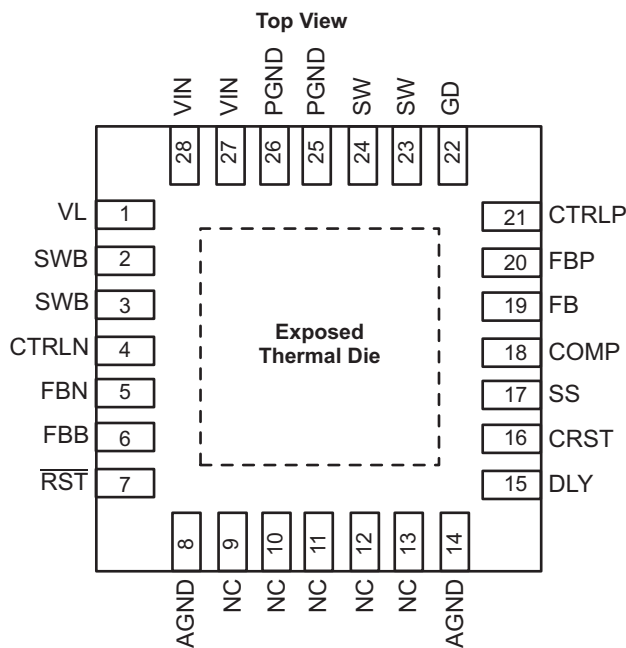 Top View
VIN
VIN
PGND
PGND
SW
SW
GD
28
27
26
25
24
23
22
VL 1
SWB 2
SWB 3
CTRLN 4
FBN 5
FBB 6
RST 7
21 CTRLP
20 FBP
19 FB
18 COMP
17 SS
16 CRST
15 DLY
Exposed
Thermal Die
8
9
10
11
12
13
14
AGND
NC
NC
NC
NC
NC
AGND